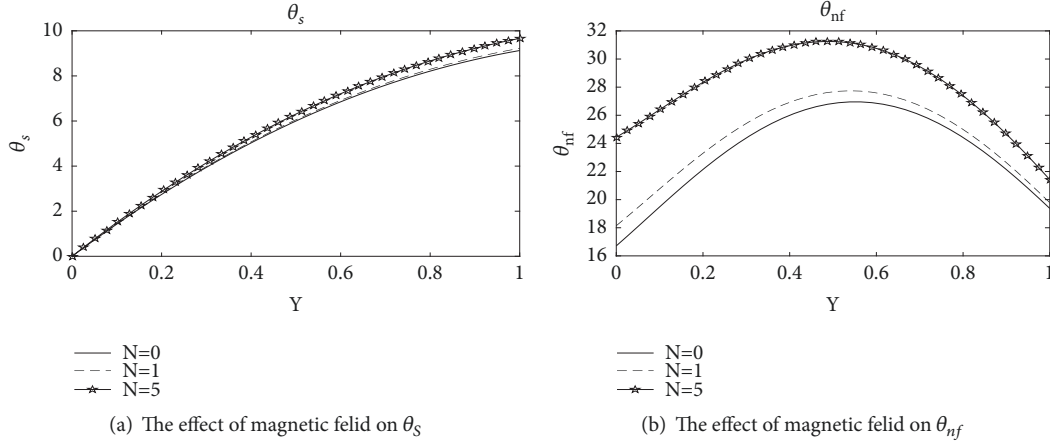 θs
10
8
6
4
2
0
θs
0 0.2 0.4 0.6 0.8 1
Y
N=0
N=1
N=5
(a) The effect of magnetic felid on θS
θnf
32
30
28
26
24
22
20
18
16
θnf
0 0.2 0.4 0.6 0.8 1
Y
N=0
N=1
N=5
(b) The effect of magnetic felid on θnf